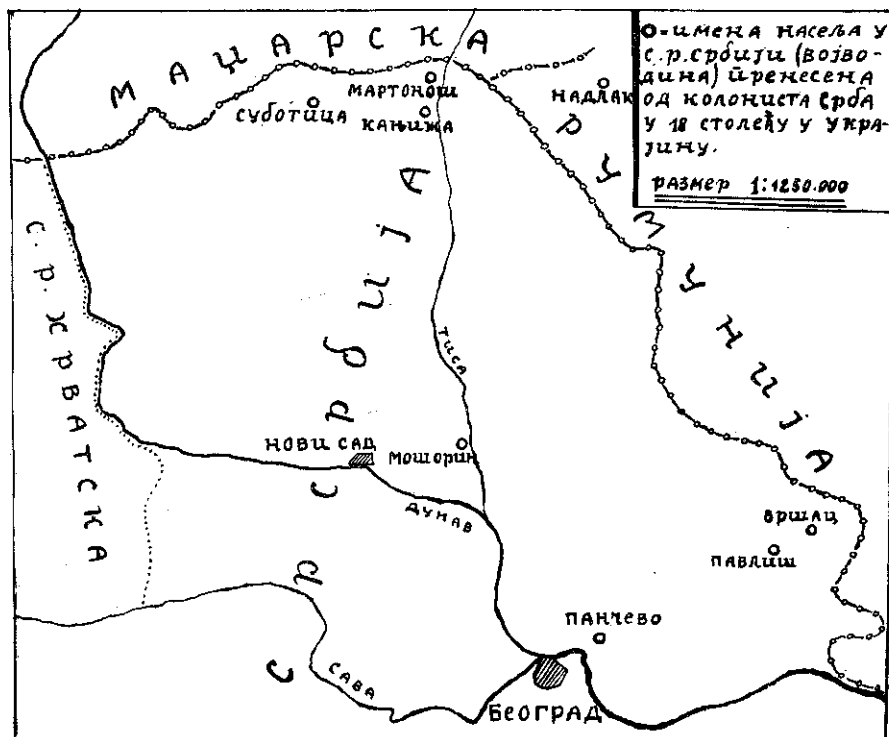 МАЏАРСКА
О-имена насеља у
с.р.србији (војво-
дина) пренесена
од колониста Срба
у 18 столећу у Укра-
јину.
размер 1:1250.000
МАРТОНОШ
НАДЛАК
СУБОТИЦА
КАЊИЖА
РУМУНИЈА
С.Р. ХРВАТСКА
С.Р. СРБИЈА
ТИСА
НОВИ САД
МОШОРИН
ДУНАВ
ВРШАЦ
ПАВЛИШ
ПАНЧЕВО
САВА
БЕОГРАД